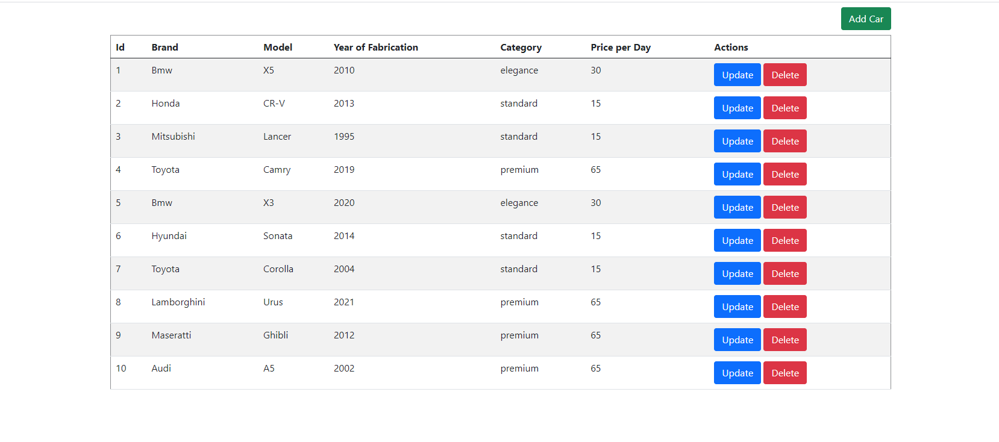 Add Car
Id Brand Model Year of Fabrication Category Price per Day Actions
1 Bmw X5 2010 elegance 30 Update Delete
2 Honda CR-V 2013 standard 15 Update Delete
3 Mitsubishi Lancer 1995 standard 15 Update Delete
4 Toyota Camry 2019 premium 65 Update Delete
5 Bmw X3 2020 elegance 30 Update Delete
6 Hyundai Sonata 2014 standard 15 Update Delete
7 Toyota Corolla 2004 standard 15 Update Delete
8 Lamborghini Urus 2021 premium 65 Update Delete
9 Maseratti Ghibli 2012 premium 65 Update Delete
10 Audi A5 2002 premium 65 Update Delete